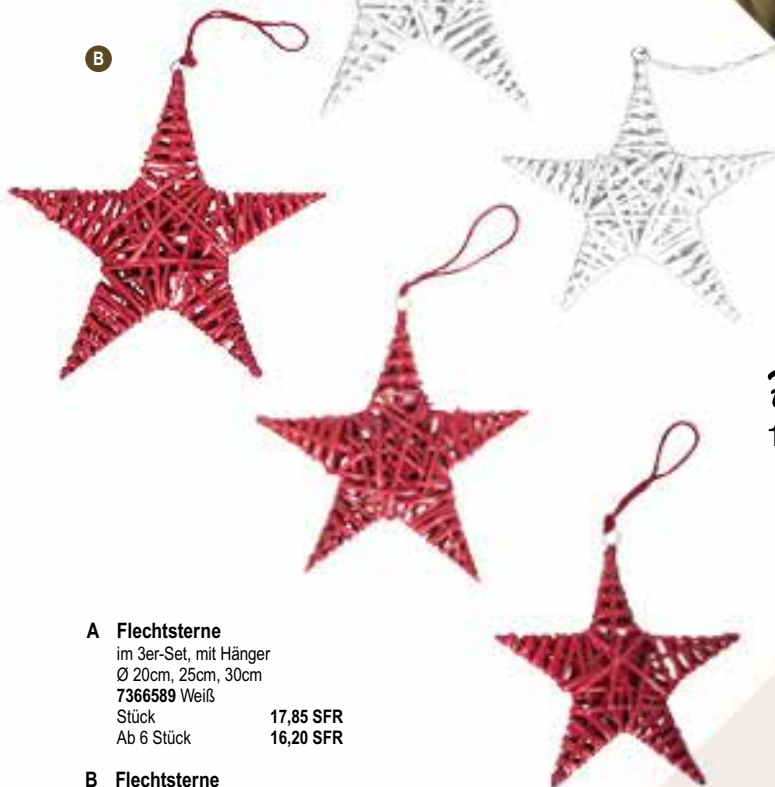 B
A Flechtsterne
im 3er-Set, mit Hänger
Ø 20cm, 25cm, 30cm
7366589 Weiß
Stück 17,85 SFR
Ab 6 Stück 16,20 SFR
B Flechtsterne
1